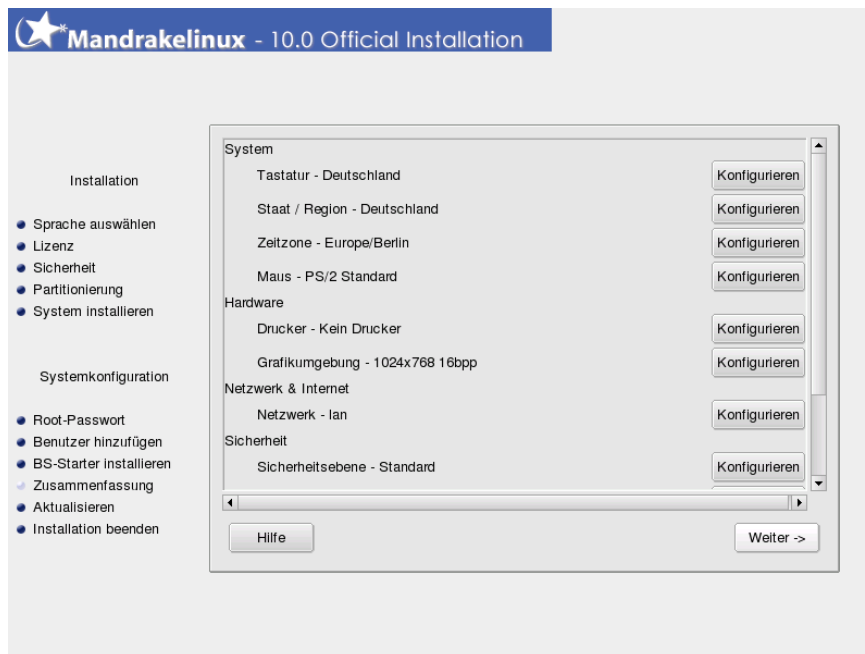 Mandrakelinux - 10.0 Official Installation
Installation
Sprache auswählen
Lizenz
Sicherheit
Partitionierung
System installieren
Systemkonfiguration
Root-Passwort
Benutzer hinzufügen
BS-Starter installieren
Zusammenfassung
Aktualisieren
Installation beenden
System
Tastatur - Deutschland Konfigurieren
Staat / Region - Deutschland Konfigurieren
Zeitzone - Europe/Berlin Konfigurieren
Maus - PS/2 Standard Konfigurieren
Hardware
Drucker - Kein Drucker Konfigurieren
Grafikumgebung - 1024x768 16bpp Konfigurieren
Netzwerk & Internet
Netzwerk - lan Konfigurieren
Sicherheit
Sicherheitsebene - Standard Konfigurieren
Hilfe Weiter ->